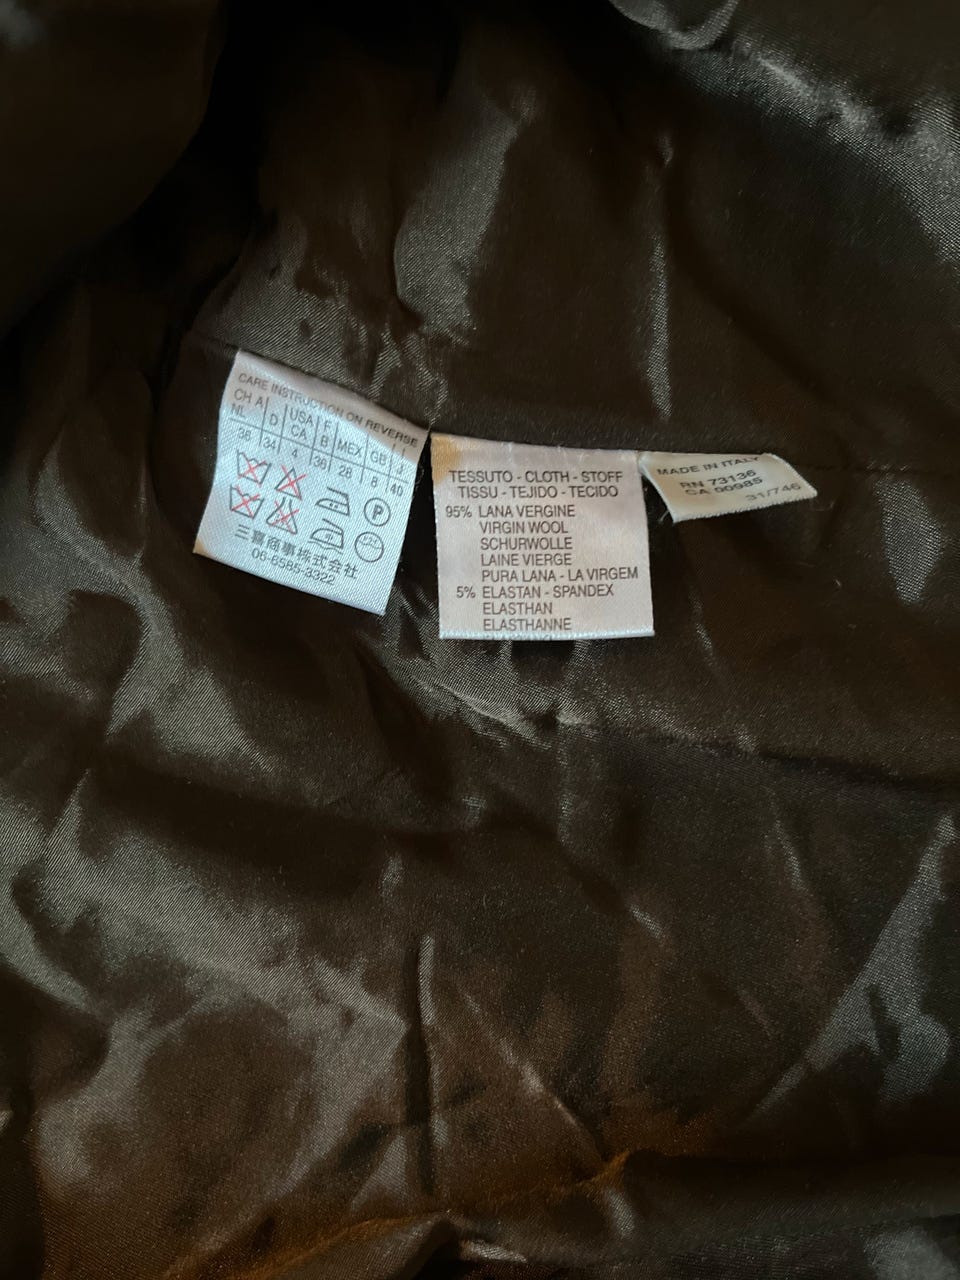 CARE INSTRUCTION ON REVERSE
CH A
NL D USA CA F B MEX GB I J
36 34 4 36 28 8 40
P
三喜商事株式会社
06-6585-3322
TESSUTO - CLOTH - STOFF
TISSU - TEJIDO - TECIDO
95% LANA VERGINE
VIRGIN WOOL
SCHURWOLLE
LAINE VIERGE
PURA LANA - LA VIRGEM
5% ELASTAN - SPANDEX
ELASTHAN
ELASTHANNE
MADE IN ITALY
RN 73136
CA 00985
31/746